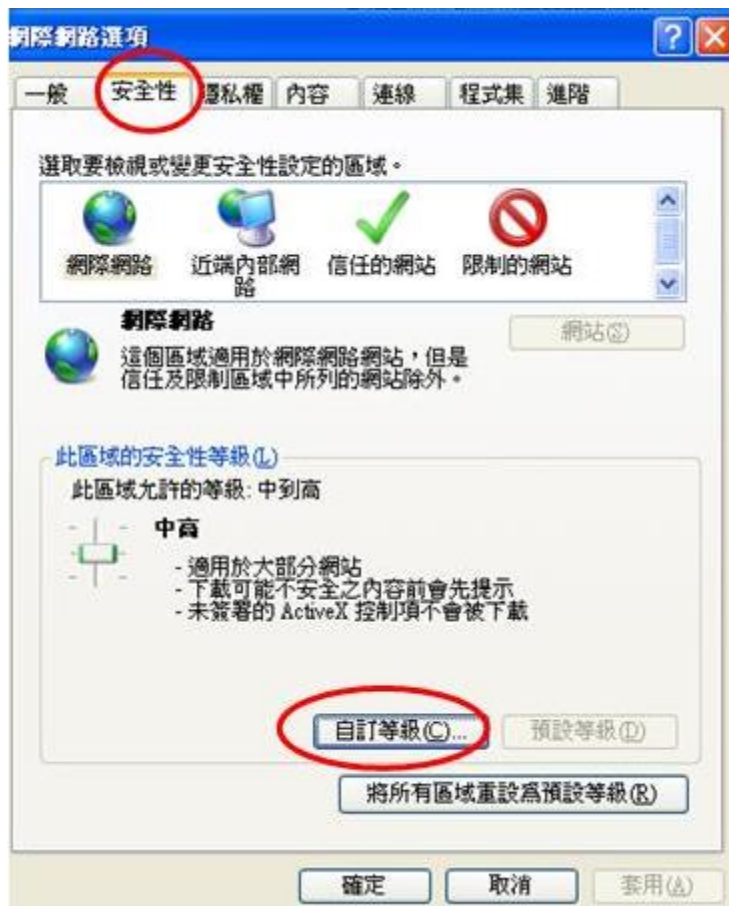 網際網路選項
一般 安全性 隱私權 內容 連線 程式集 進階
選取要檢視或變更安全性設定的區域。
網際網路 近端內部網路 信任的網站 限制的網站
網際網路
網站(S)
這個區域適用於網際網路網站，但是
信任及限制區域中所列的網站除外。
此區域的安全性等級(L)
此區域允許的等級: 中到高
中高
- 適用於大部分網站
- 下載可能不安全之內容前會先提示
- 未簽署的 ActiveX 控制項不會被下載
自訂等級(C)... 預設等級(D)
將所有區域重設為預設等級(R)
確定 取消 套用(A)